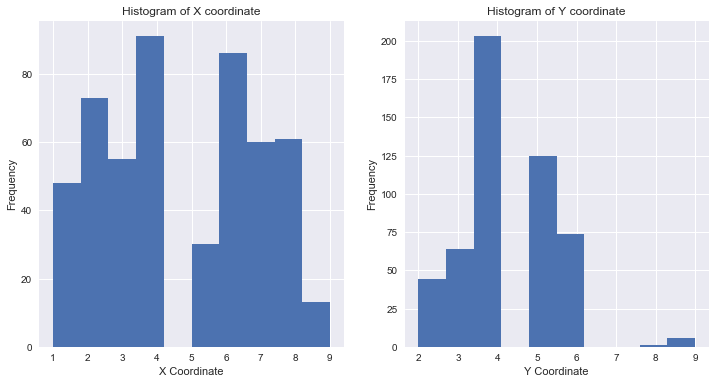 Histogram of X coordinate
80
60
40
20
0
Frequency
1 2 3 4 5 6 7 8 9
X Coordinate
Histogram of Y coordinate
200
175
150
125
100
75
50
25
0
Frequency
2 3 4 5 6 7 8 9
Y Coordinate